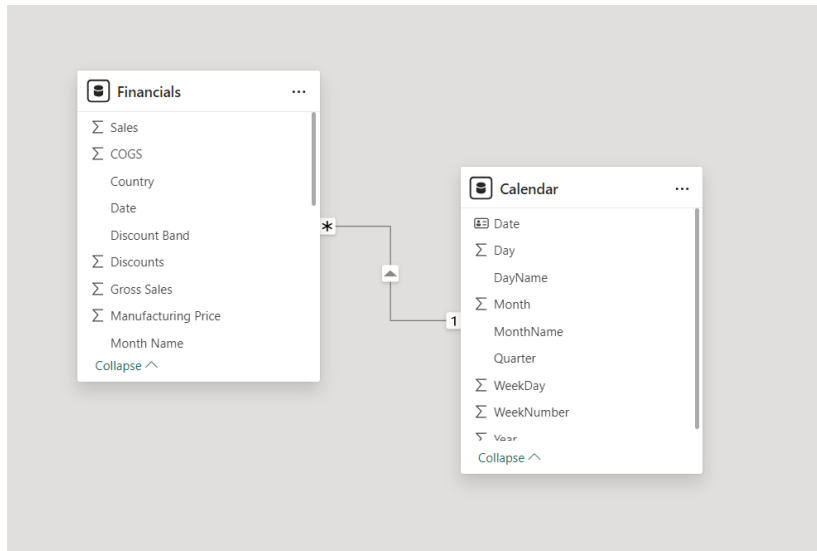 Financials
Sales
COGS
Country
Date
Discount Band
Discounts
Gross Sales
Manufacturing Price
Month Name
Collapse
*
1
Calendar
Date
Day
DayName
Month
MonthName
Quarter
WeekDay
WeekNumber
Year
Collapse